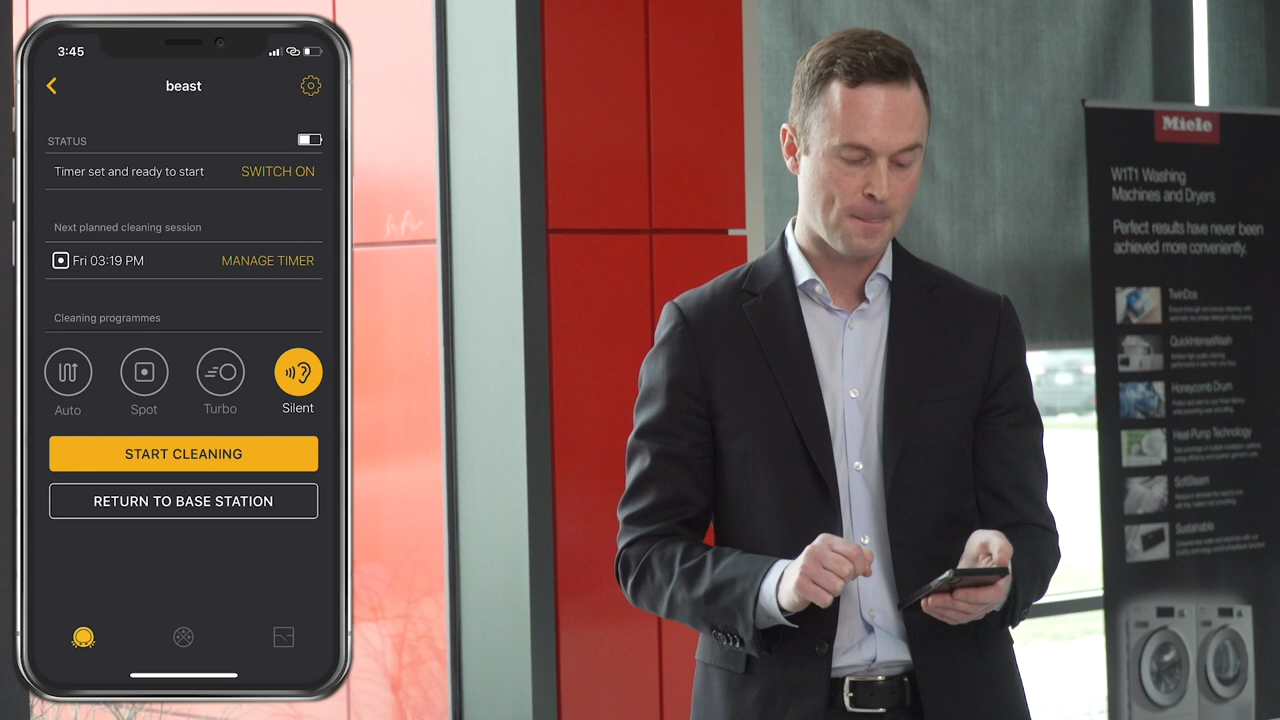 3:45
beast
STATUS
Timer set and ready to start
SWITCH ON
Next planned cleaning session
Fri 03:19 PM
MANAGE TIMER
Cleaning programmes
Auto
Spot
Turbo
Silent
START CLEANING
RETURN TO BASE STATION
Miele
W1T1 Washing
Machines and Dryers
Perfect results have never been
achieved more conveniently.
TwinDos
QuickIntenseWash
Honeycomb Drum
Heat-Pump Technology
SoftSteam
Sustainable